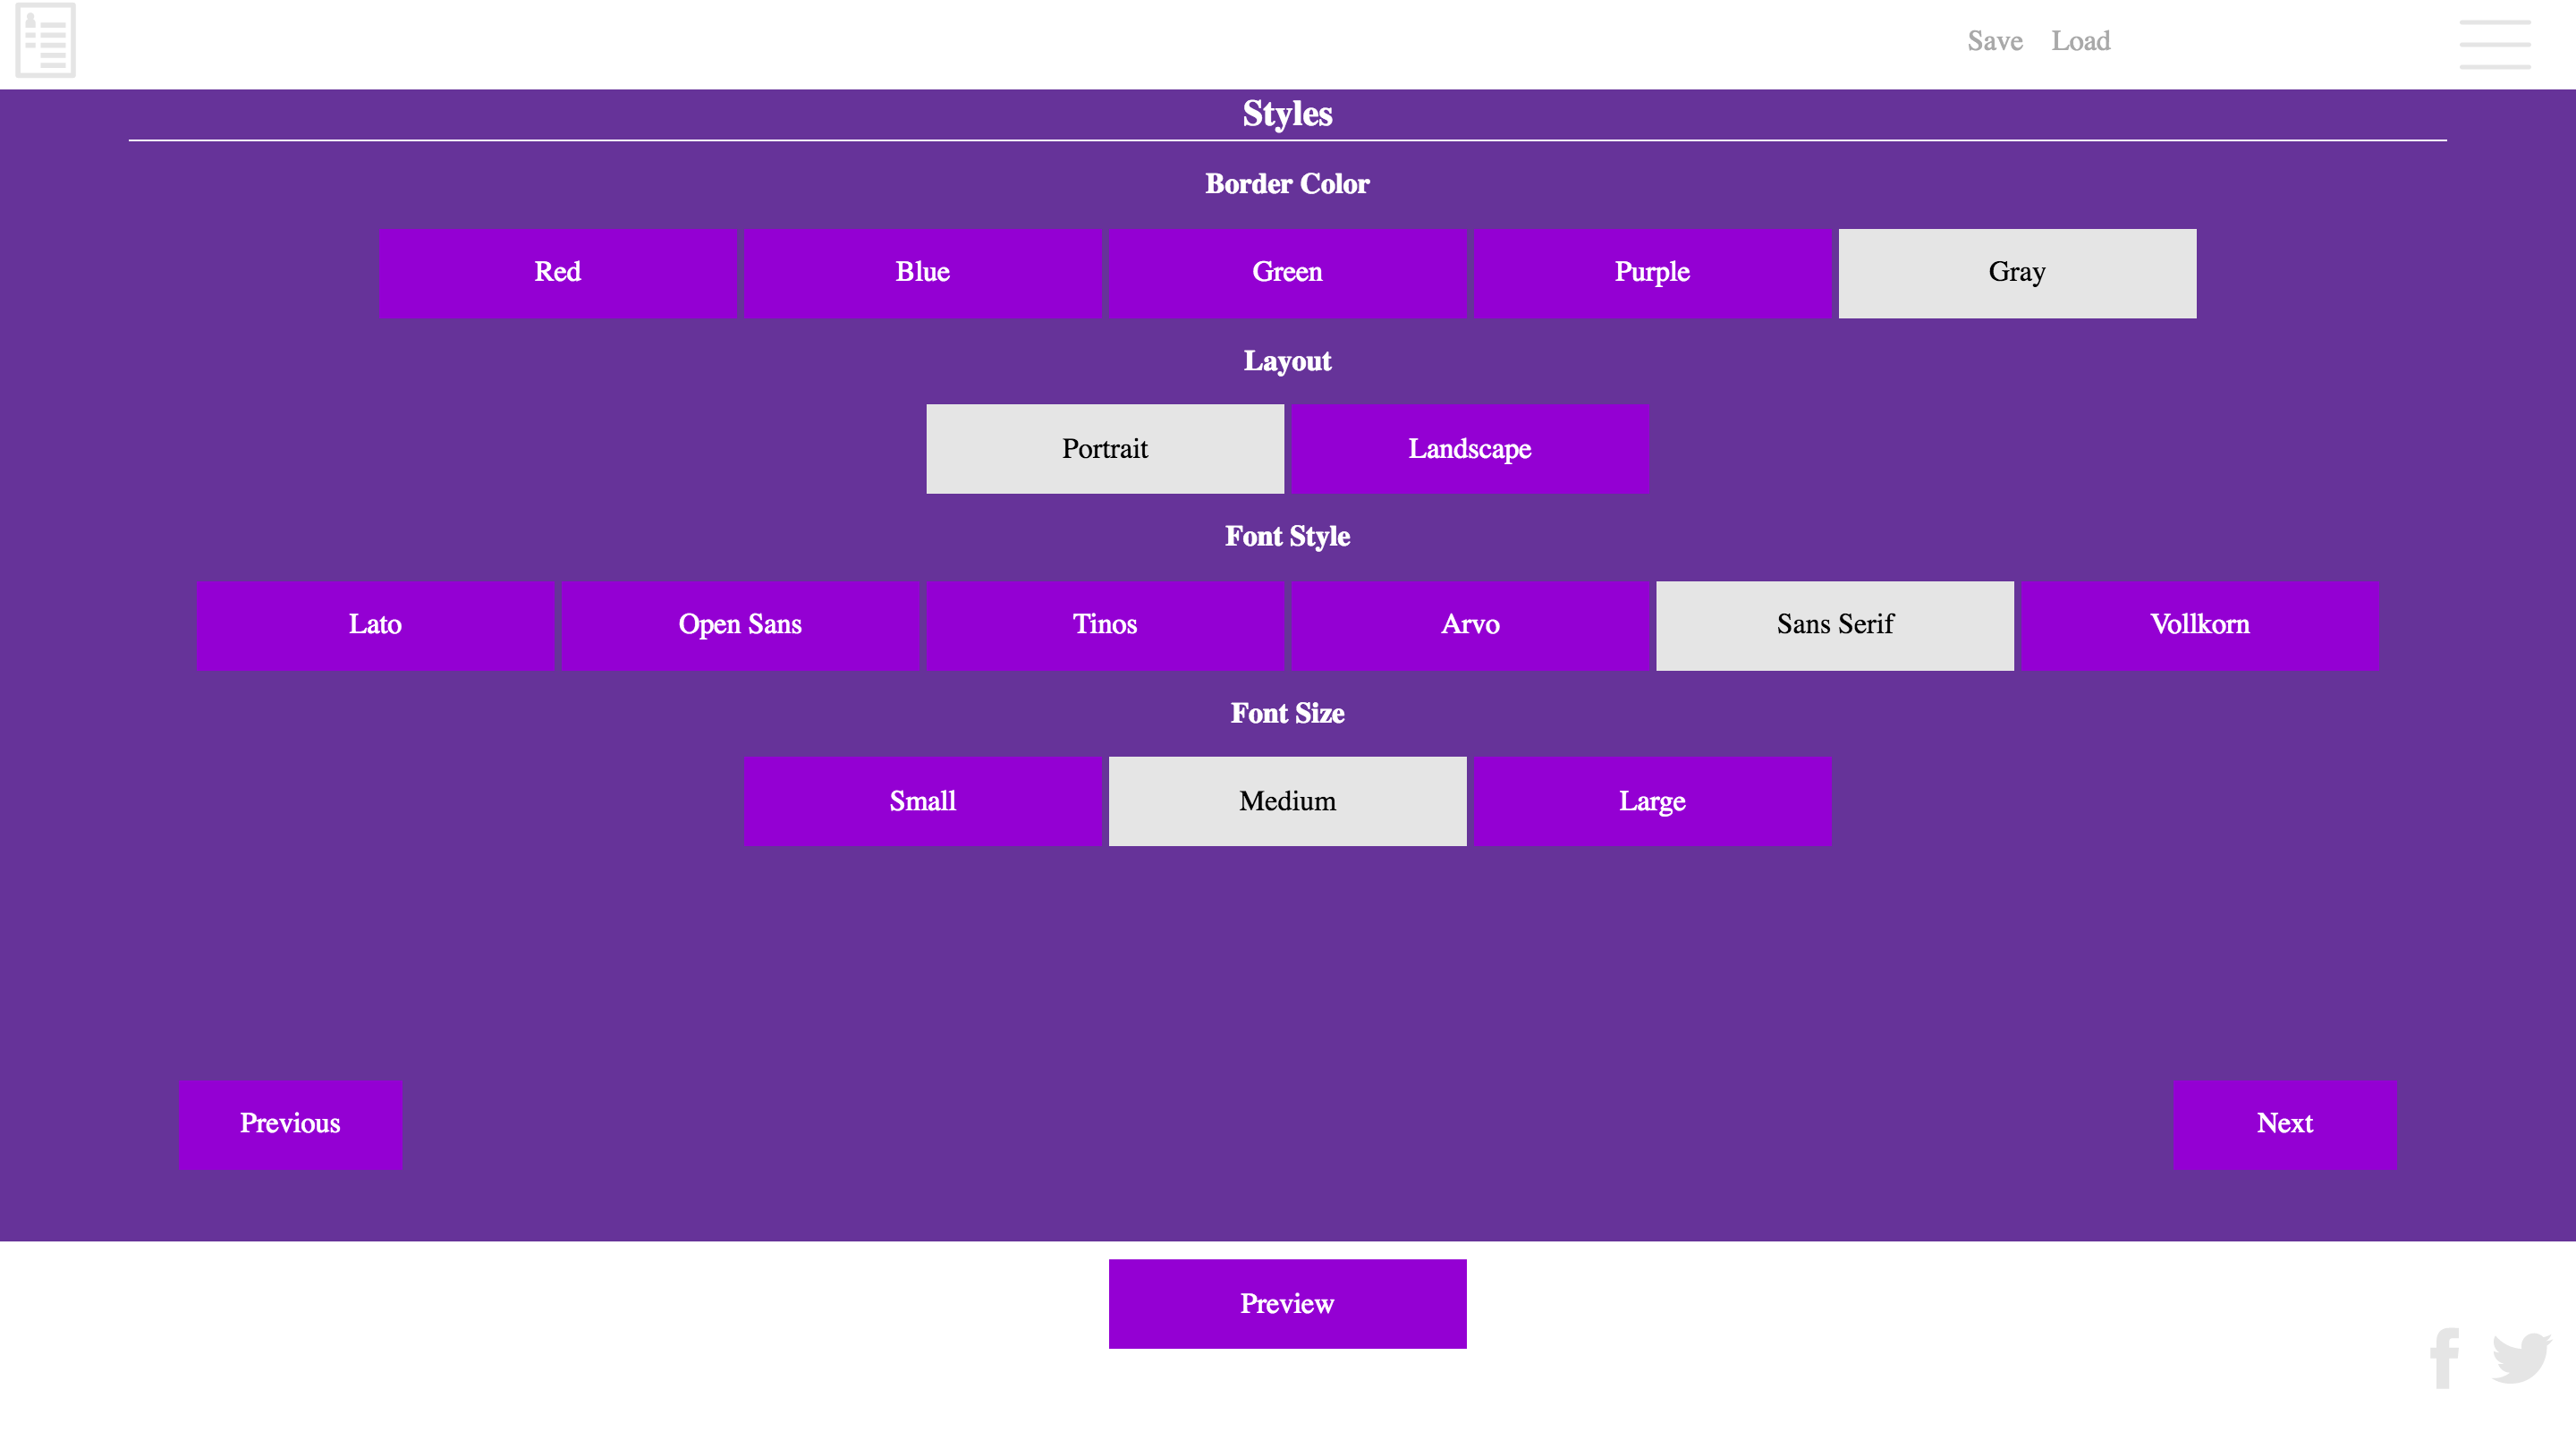 Save Load
Styles
Border Color
Red Blue Green Purple Gray
Layout
Portrait Landscape
Font Style
Lato Open Sans Tinos Arvo Sans Serif Vollkorn
Font Size
Small Medium Large
Previous Next
Preview